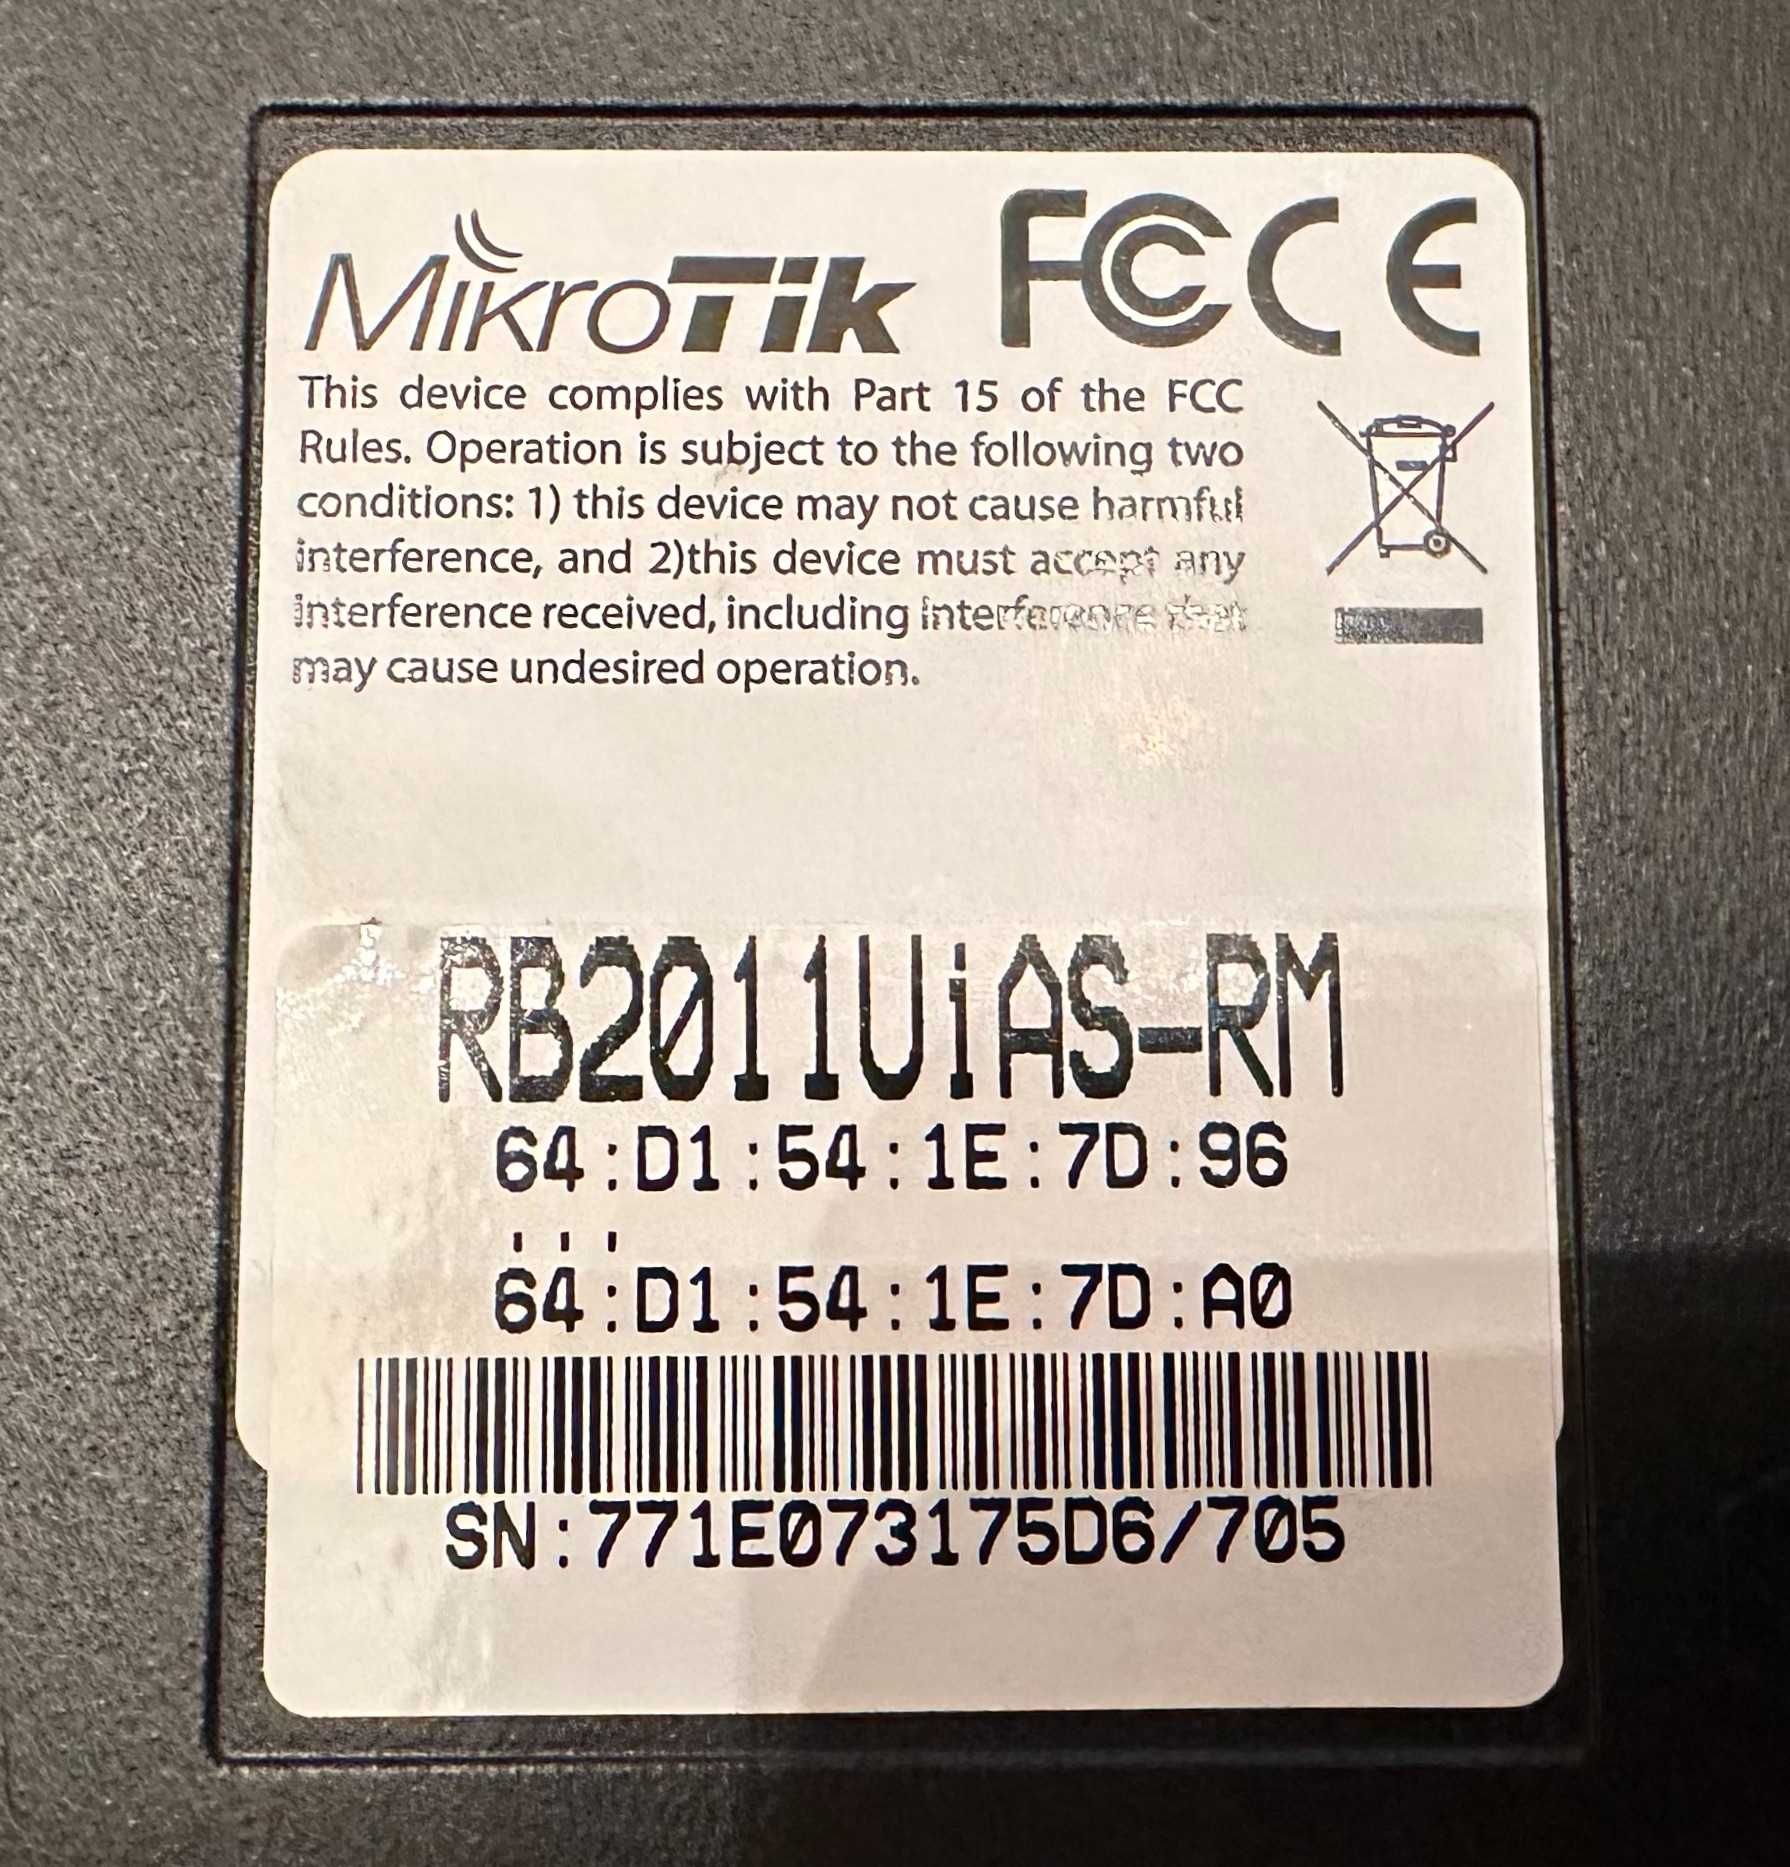 MikroTik FC CE
This device complies with Part 15 of the FCC
Rules. Operation is subject to the following two
conditions: 1) this device may not cause harmful
interference, and 2)this device must accept any
interference received, including interference that
may cause undesired operation.
RB2011UiAS-RM
64:D1:54:1E:7D:96
...
64:D1:54:1E:7D:A0
SN:771E073175D6/705